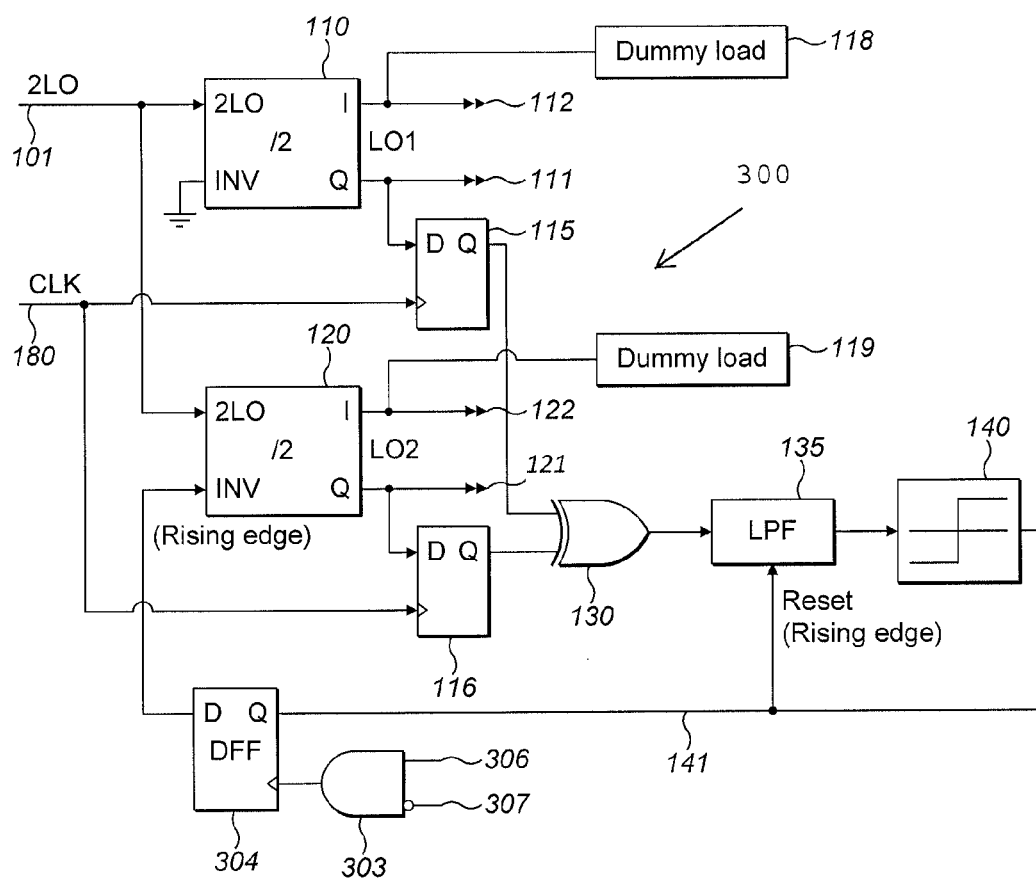 110
Dummy load
118
2LO
101
2LO
I
112
/2
LO1
INV
Q
111
300
115
D Q
CLK
180
120
Dummy load
119
2LO
I
122
/2
LO2
121
INV
Q
(Rising edge)
135
140
LPF
D Q
130
Reset
(Rising edge)
116
D Q
DFF
141
306
307
304
303